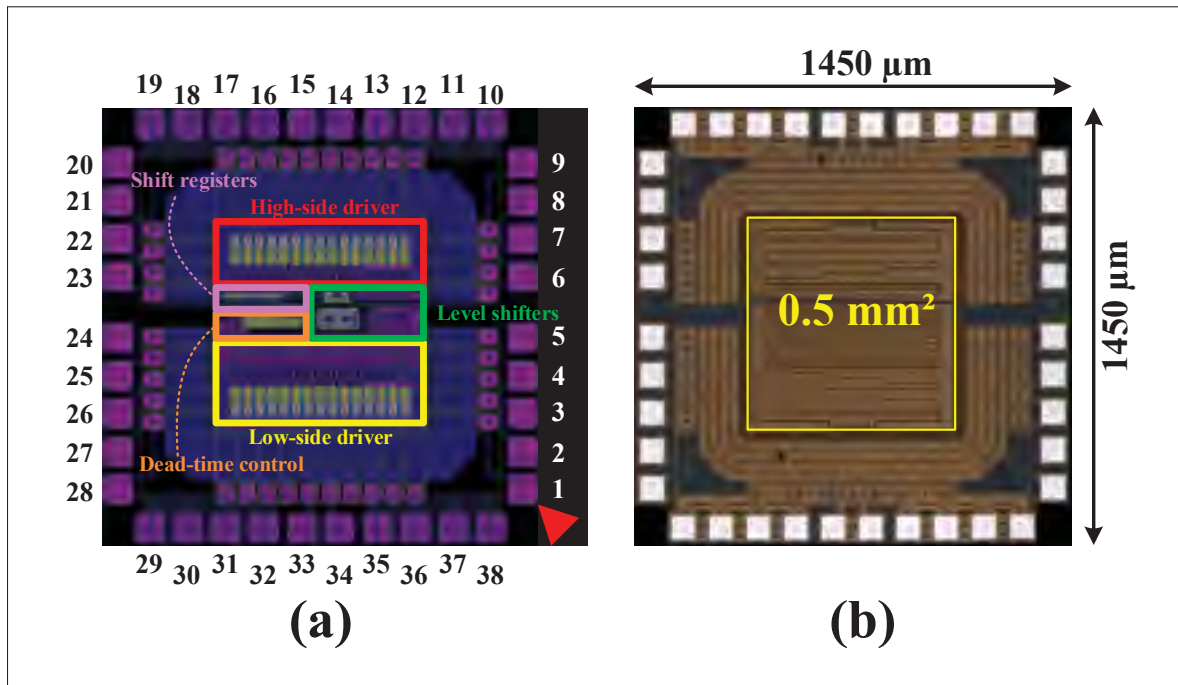 1450 µm
19 18 17 16 15 14 13 12 11 10
20 9
Shift registers
21 8
High-side driver
22 7
23 6
0.5 mm²
Level shifters
24 5
1450 µm
25 4
26 3
Low-side driver
27 2
Dead-time control
28 1
29 30 31 32 33 34 35 36 37 38
(a) (b)